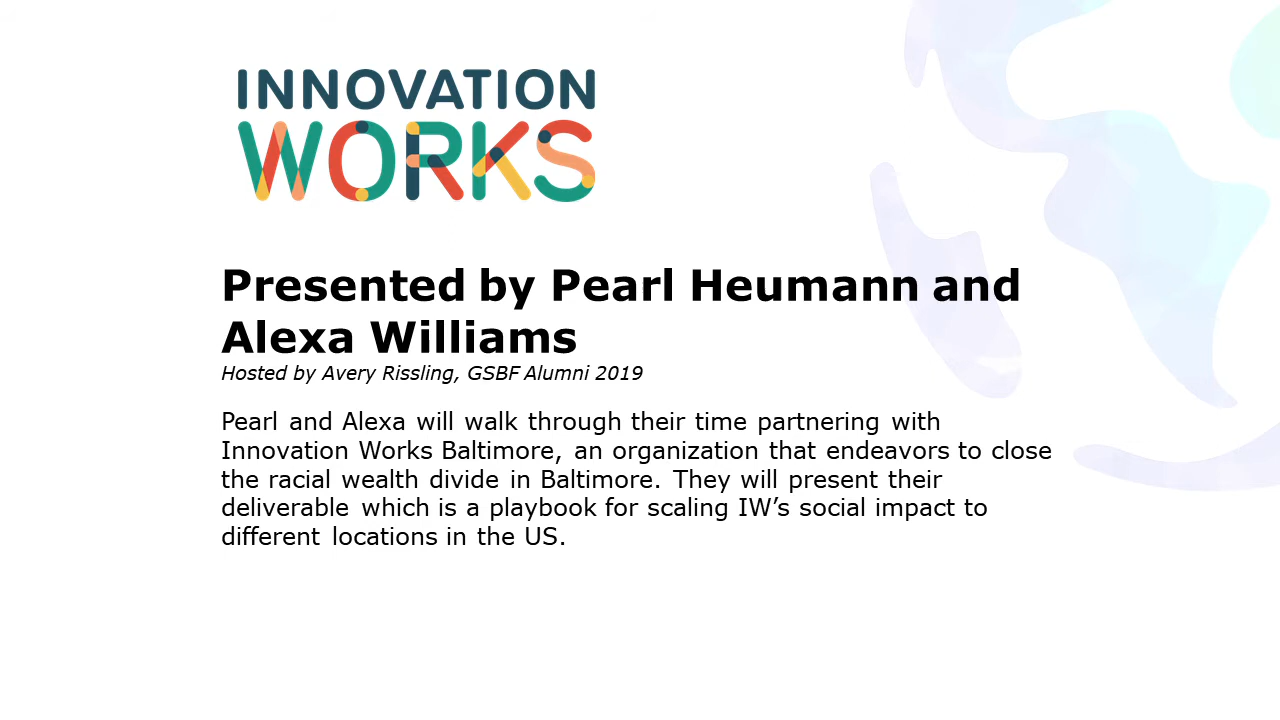 INNOVATION
WORKS
Presented by Pearl Heumann and
Alexa Williams
Hosted by Avery Rissling, GSBF Alumni 2019
Pearl and Alexa will walk through their time partnering with
Innovation Works Baltimore, an organization that endeavors to close
the racial wealth divide in Baltimore. They will present their
deliverable which is a playbook for scaling IW’s social impact to
different locations in the US.